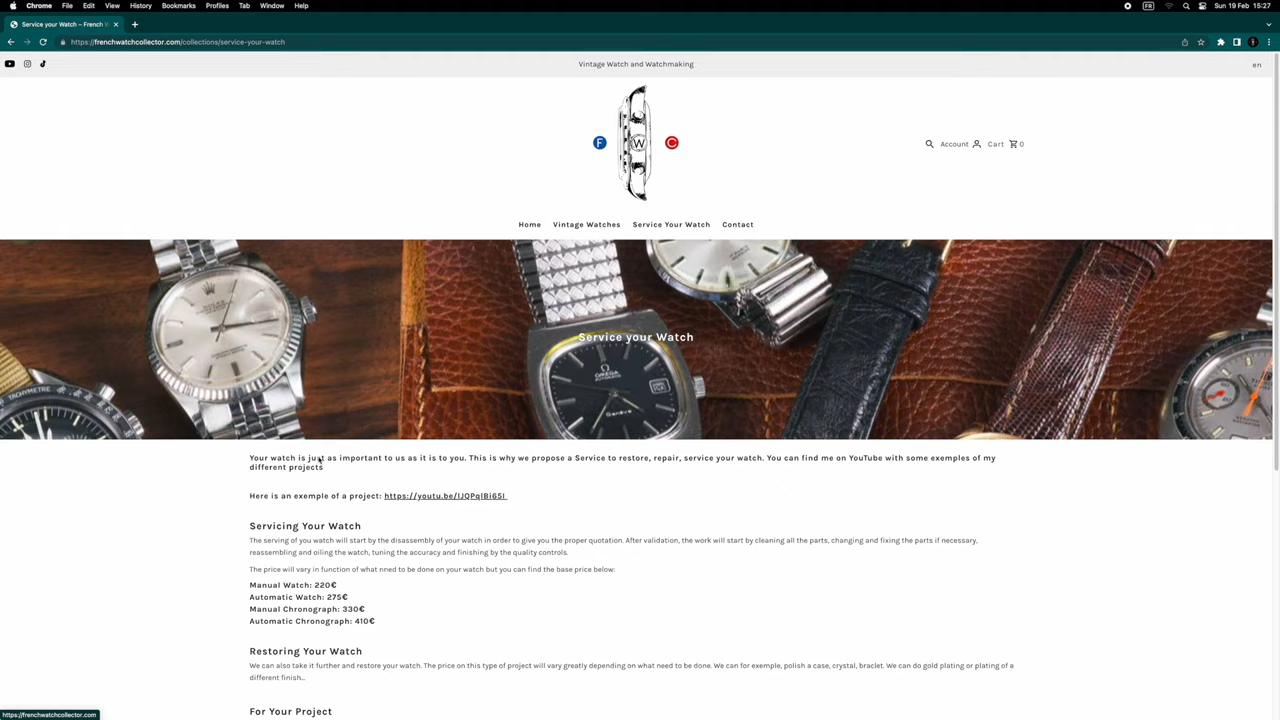 Chrome File Edit View History Bookmarks Profiles Tab Window Help
FR
Sun 19 Feb 15:27
Service your Watch – French W
https://frenchwatchcollector.com/collections/service-your-watch
Vintage Watch and Watchmaking
en
F W C
Account Cart 0
Home Vintage Watches Service Your Watch Contact
ROLEX
TACHYMETRE
OMEGA
AUTOMATIC
Genève
Service your Watch
Your watch is just as important to us as it is to you. This is why we propose a Service to restore, repair, service your watch. You can find me on YouTube with some exemples of my
different projects
Here is an exemple of a project: https://youtu.be/IJQPqIBi65I
Servicing Your Watch
The serving of you watch will start by the disassembly of your watch in order to give you the proper quotation. After validation, the work will start by cleaning all the parts, changing and fixing the parts if necessary,
reassembling and oiling the watch, tuning the accuracy and finishing by the quality controls.
The price will vary in function of what nned to be done on your watch but you can find the base price below:
Manual Watch: 220€
Automatic Watch: 275€
Manual Chronograph: 330€
Automatic Chronograph: 410€
Restoring Your Watch
We can also take it further and restore your watch. The price on this type of project will vary greatly depending on what need to be done. We can for exemple, polish a case, crystal, braclet. We can do gold plating or plating of a
different finish...
For Your Project
https://frenchwatchcollector.com